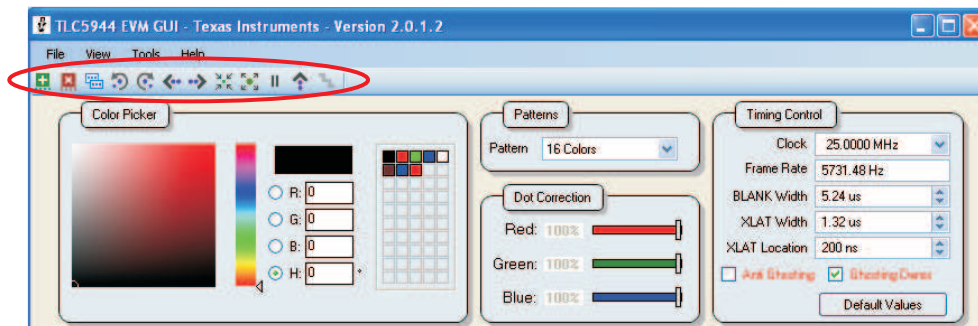 TLC5944 EVM GUI - Texas Instruments - Version 2.0.1.2
File View Tools Help
Color Picker
R: 0
G: 0
B: 0
H: 0 °
Patterns
Pattern 16 Colors
Dot Correction
Red: 100%
Green: 100%
Blue: 100%
Timing Control
Clock 25.0000 MHz
Frame Rate 5731.48 Hz
BLANK Width 5.24 us
XLAT Width 1.32 us
XLAT Location 200 ns
Anti Ghosting Ghosting
Default Values